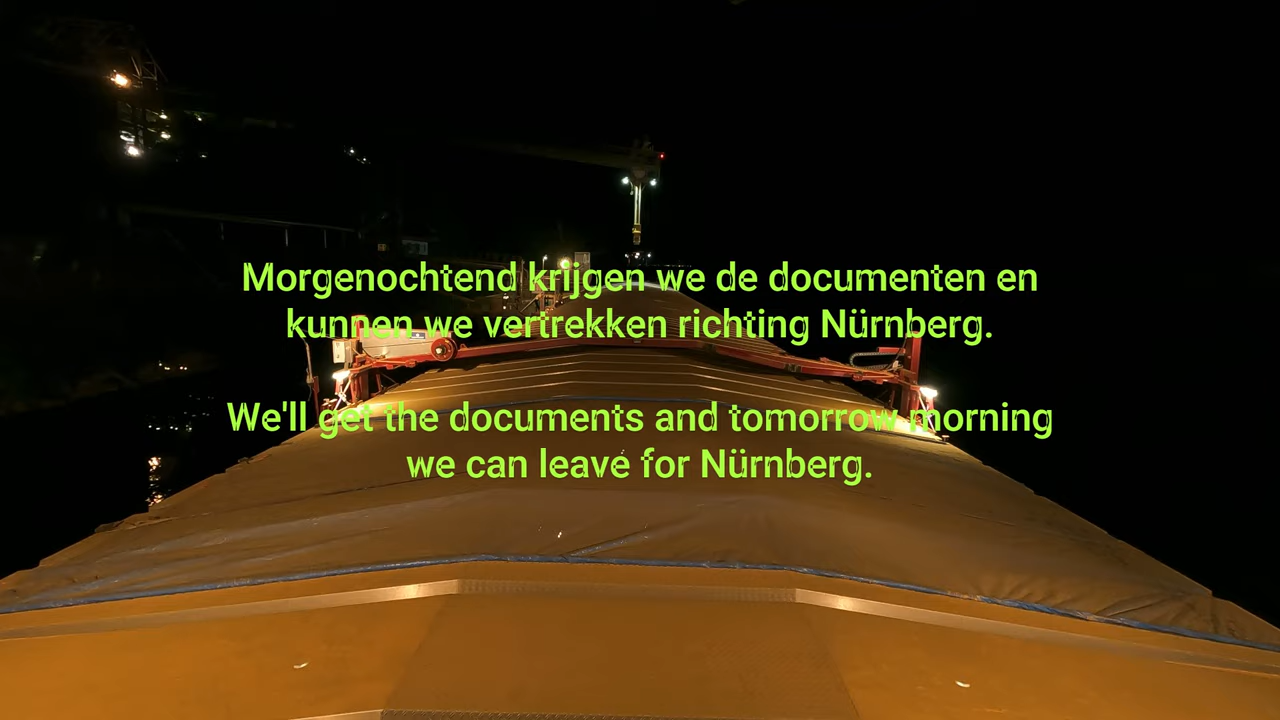 Morgenochtend krijgen we de documenten en
kunnen we vertrekken richting Nürnberg.
We'll get the documents and tomorrow morning
we can leave for Nürnberg.